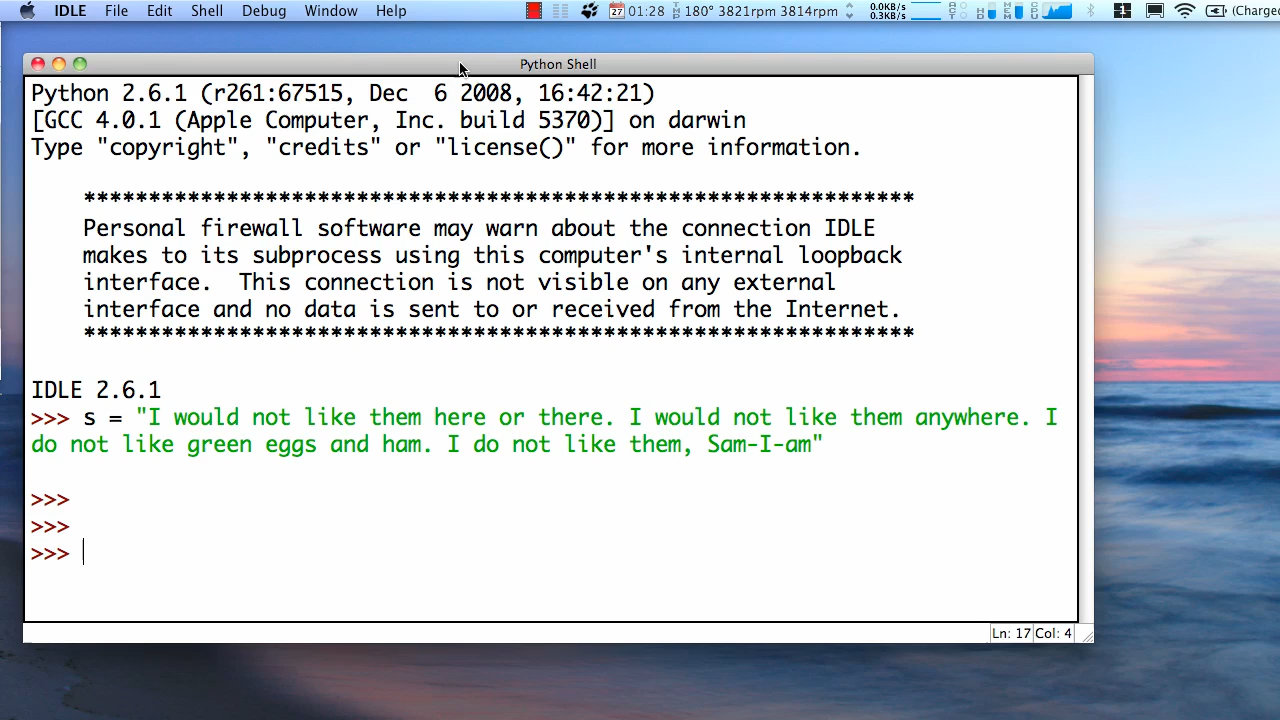 IDLE File Edit Shell Debug Window Help 27 01:28 180° 3821rpm 3814rpm 0.0KB/s 0.3KB/s 1 (Charged
Python Shell
Python 2.6.1 (r261:67515, Dec  6 2008, 16:42:21)
[GCC 4.0.1 (Apple Computer, Inc. build 5370)] on darwin
Type "copyright", "credits" or "license()" for more information.
****************************************************************
Personal firewall software may warn about the connection IDLE
makes to its subprocess using this computer's internal loopback
interface.  This connection is not visible on any external
interface and no data is sent to or received from the Internet.
****************************************************************
IDLE 2.6.1
>>> s = "I would not like them here or there. I would not like them anywhere. I
do not like green eggs and ham. I do not like them, Sam-I-am"
>>>
>>>
>>>
Ln: 17 Col: 4